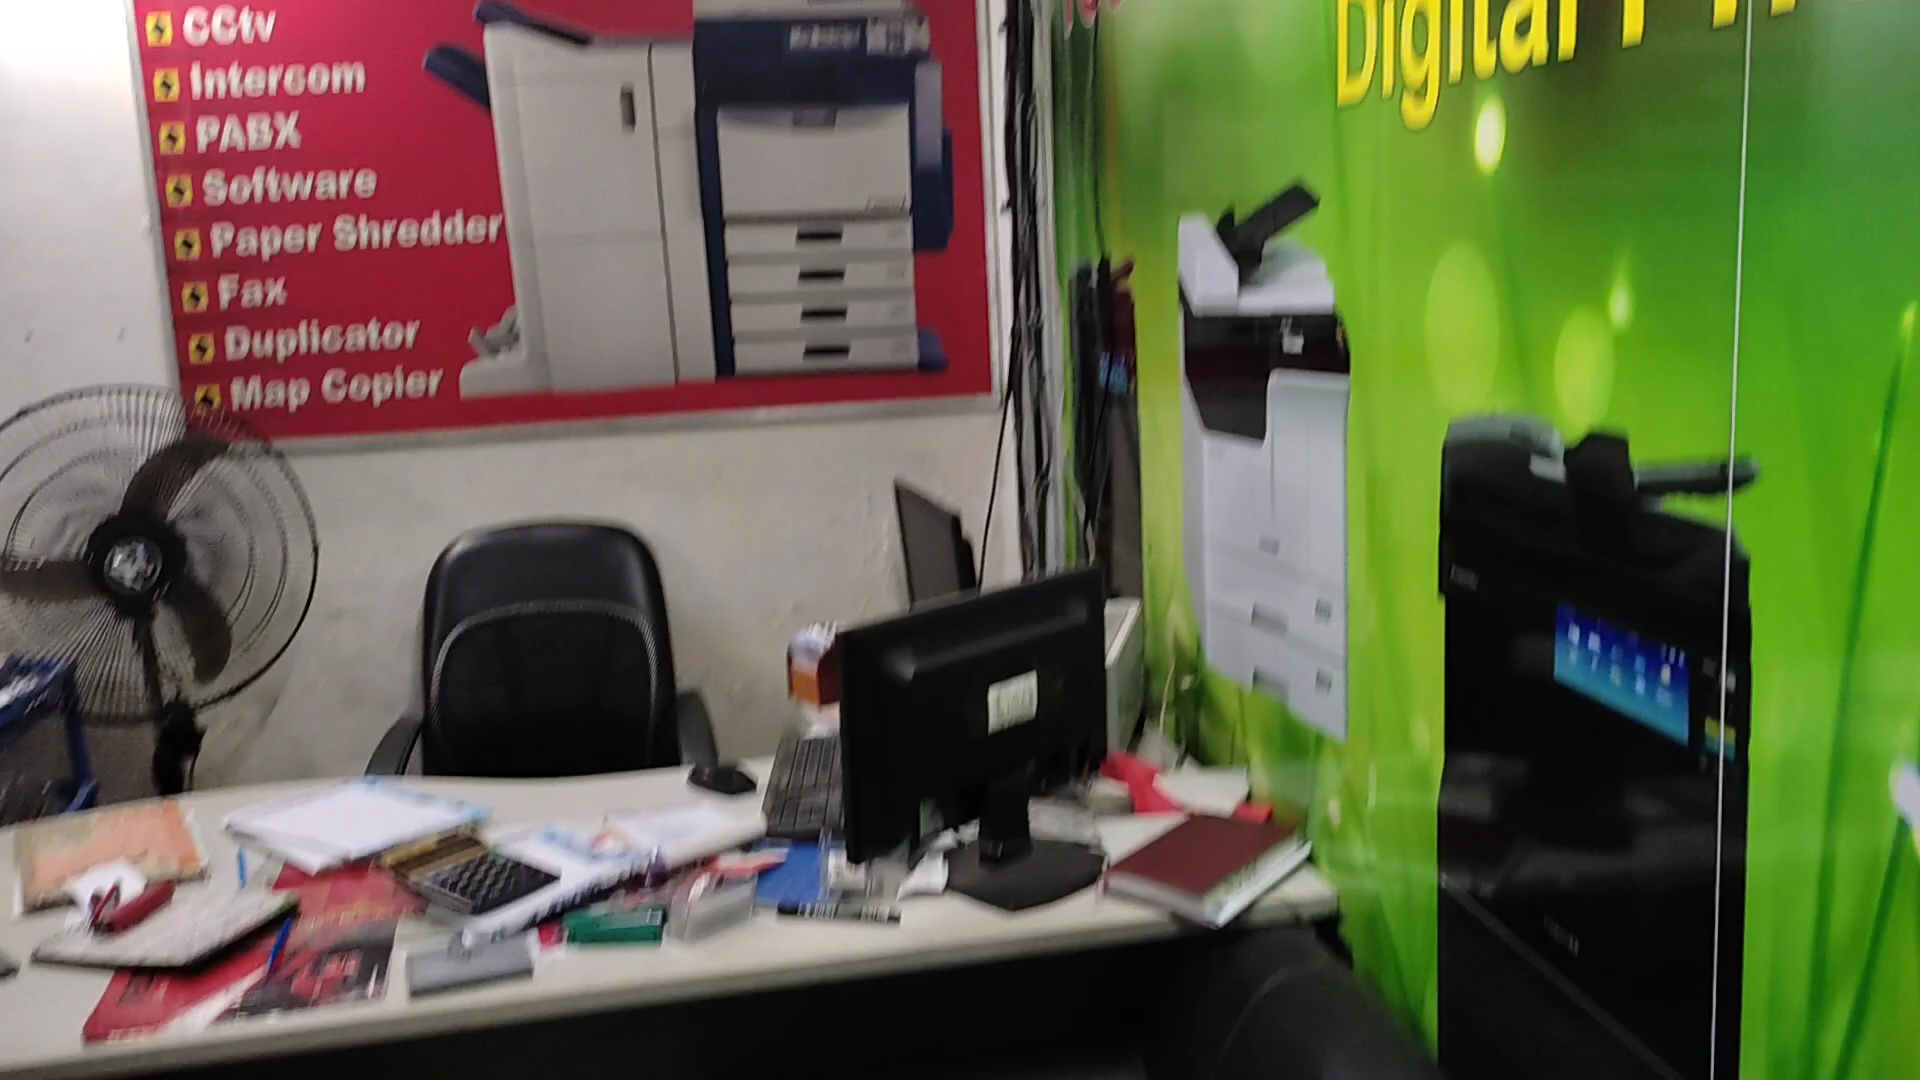 CCtv
Intercom
PABX
Software
Paper Shredder
Fax
Duplicator
Map Copier
Digital